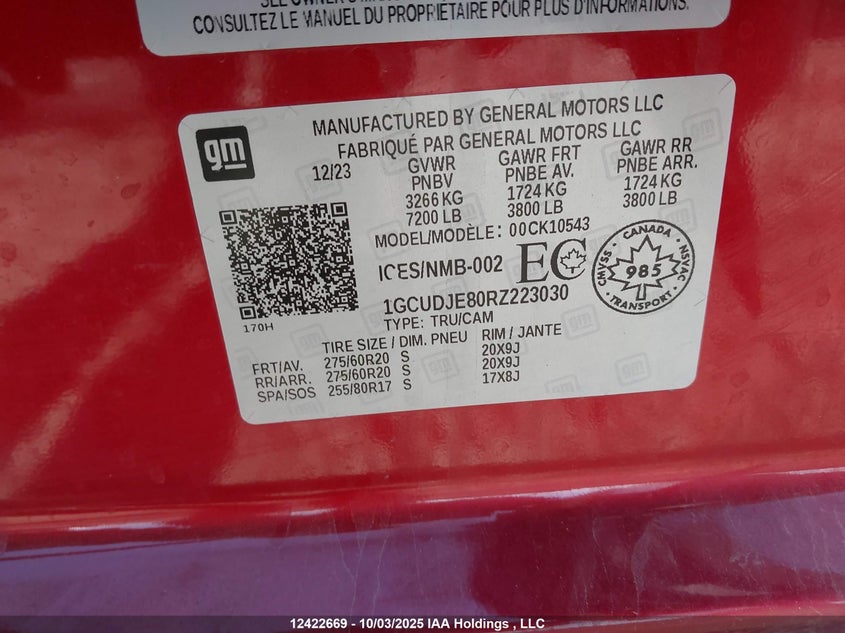 SEE OWNER'S
CONSULTEZ LE MANUEL DU PROPRIÉTAIRE POUR PLUS D'INFORMATIONS.
gm
MANUFACTURED BY GENERAL MOTORS LLC
FABRIQUÉ PAR GENERAL MOTORS LLC
12/23 GVWR GAWR FRT GAWR RR
PNBV PNBE AV. PNBE ARR.
3266 KG 1724 KG 1724 KG
7200 LB 3800 LB 3800 LB
MODEL/MODÈLE: 00CK10543
ICES/NMB-002 EC
CANADA
CMVSS 985 NSVAC
TRANSPORT
1GCUDJE80RZ223030
170H TYPE: TRU/CAM
TIRE SIZE / DIM. PNEU RIM / JANTE
FRT/AV. 275/60R20 S 20X9J
RR/ARR. 275/60R20 S 20X9J
SPA/SOS 255/80R17 S 17X8J
12422669 - 10/03/2025 IAA Holdings , LLC